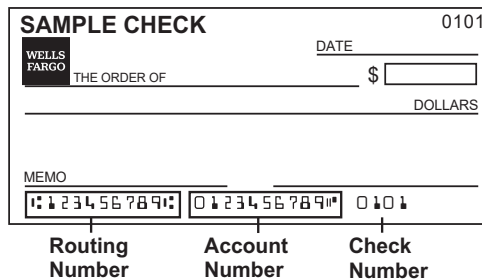 SAMPLE CHECK 0101
DATE
WELLS
FARGO
THE ORDER OF $
DOLLARS
MEMO
⑆123456789⑆ 0123456789⑈ 0101
Routing Number
Account Number
Check Number